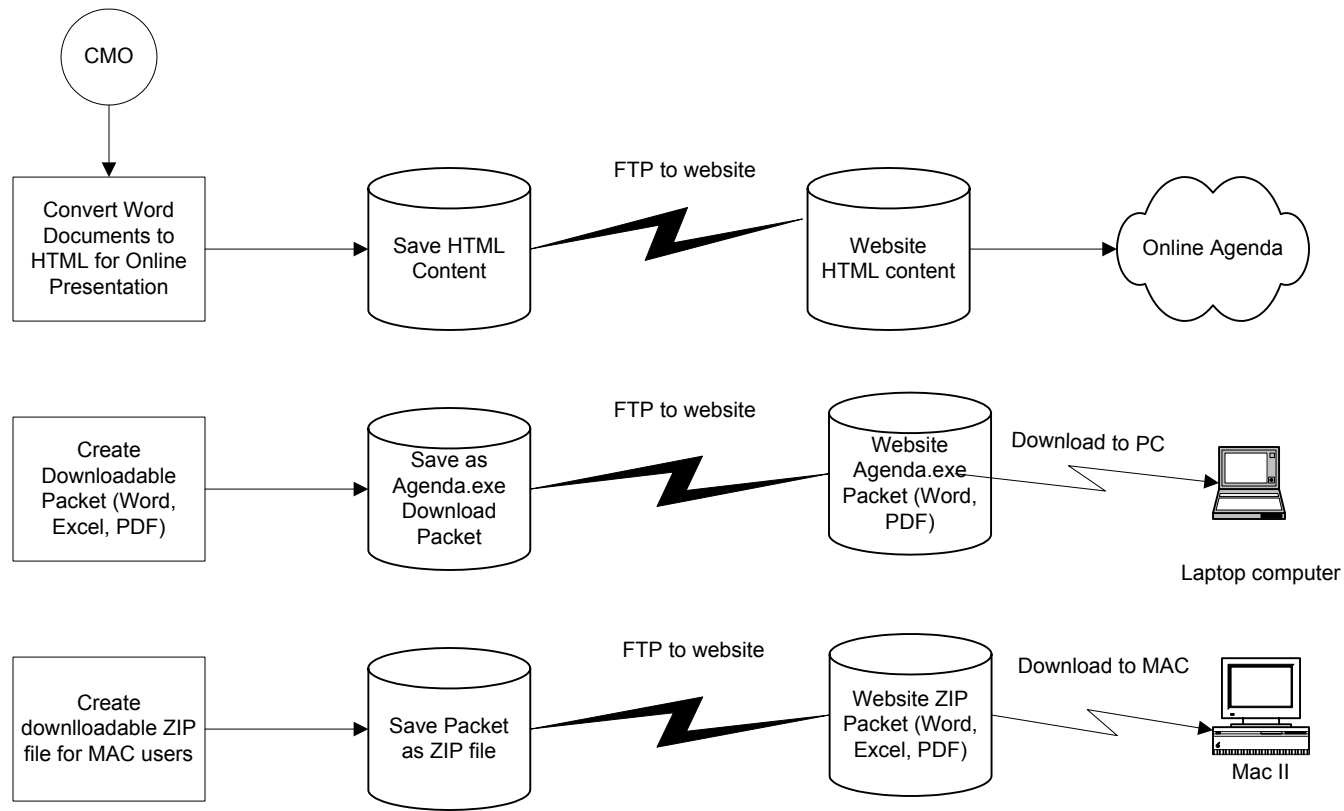 CMO
Convert Word
Documents to
HTML for Online
Presentation
Save HTML
Content
FTP to website
Website
HTML content
Online Agenda
Create
Downloadable
Packet (Word,
Excel, PDF)
Save as
Agenda.exe
Download
Packet
FTP to website
Website
Agenda.exe
Packet (Word,
PDF)
Download to PC
Laptop computer
Create
downlloadable ZIP
file for MAC users
Save Packet
as ZIP file
FTP to website
Website ZIP
Packet (Word,
Excel, PDF)
Download to MAC
Mac II